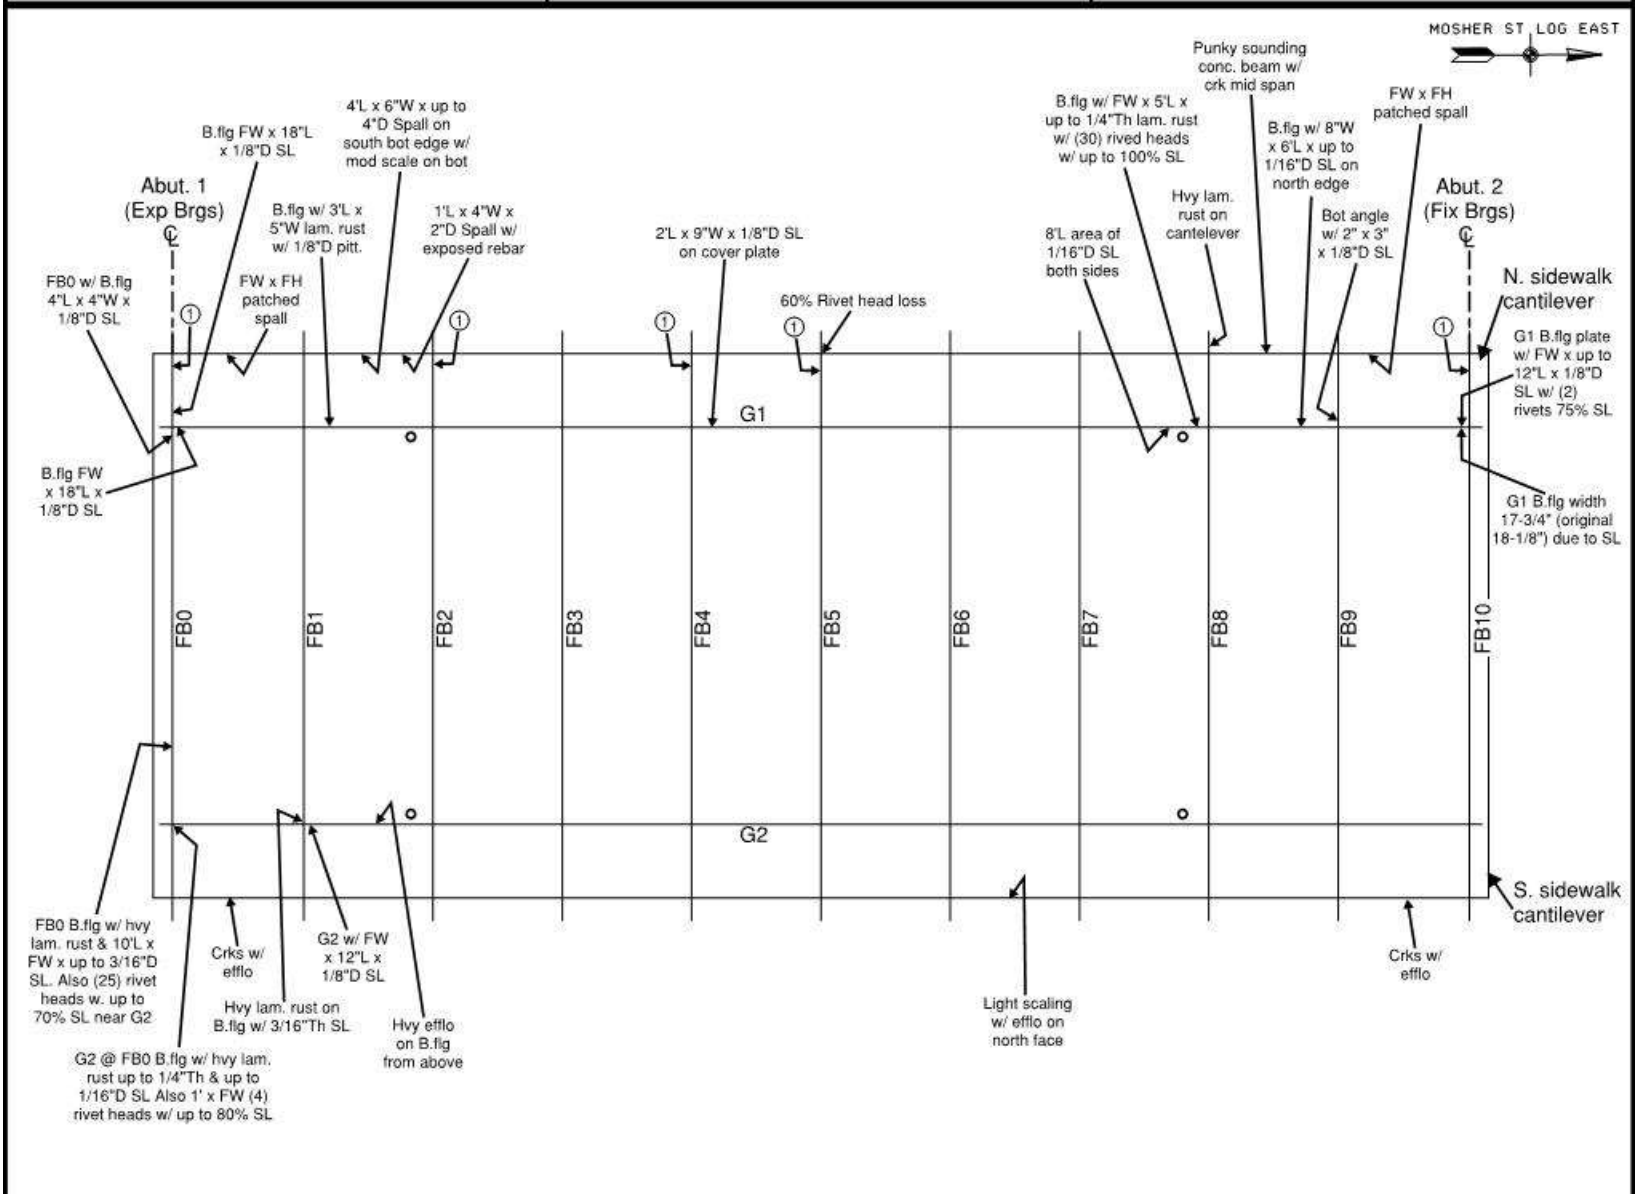 MOSHER ST LOG EAST
Punky sounding
conc. beam w/
crk mid span
FW x FH
patched spall
4'L x 6"W x up to
4"D Spall on
south bot edge w/
mod scale on bot
B.flg w/ FW x 5'L x
up to 1/4"Th lam. rust
w/ (30) rived heads
w/ up to 100% SL
B.flg FW x 18"L
x 1/8"D SL
B.flg w/ 8"W
x 6'L x up to
1/16"D SL on
north edge
Abut. 1
(Exp Brgs)
℄
Abut. 2
(Fix Brgs)
℄
B.flg w/ 3'L x
5"W lam. rust
w/ 1/8"D pitt.
1'L x 4"W x
2"D Spall w/
exposed rebar
Hvy lam.
rust on
cantelever
Bot angle
w/ 2" x 3"
x 1/8"D SL
2'L x 9"W x 1/8"D SL
on cover plate
8'L area of
1/16"D SL
both sides
FB0 w/ B.flg
4"L x 4"W x
1/8"D SL
FW x FH
patched
spall
60% Rivet head loss
N. sidewalk
cantilever
1
1
1
1
1
G1 B.flg plate
w/ FW x up to
12"L x 1/8"D
SL w/ (2)
rivets 75% SL
G1
B.flg FW
x 18"L x
1/8"D SL
G1 B.flg width
17-3/4" (original
18-1/8") due to SL
FB0
FB1
FB2
FB3
FB4
FB5
FB6
FB7
FB8
FB9
FB10
G2
S. sidewalk
cantilever
FB0 B.flg w/ hvy
lam. rust & 10'L x
FW x up to 3/16"D
SL. Also (25) rivet
heads w. up to
70% SL near G2
Crks w/
efflo
G2 w/ FW
x 12"L x
1/8"D SL
Crks w/
efflo
Hvy lam. rust on
B.flg w/ 3/16"Th SL
Hvy efflo
on B.flg
from above
Light scaling
w/ efflo on
north face
G2 @ FB0 B.flg w/ hvy lam.
rust up to 1/4"Th & up to
1/16"D SL Also 1' x FW (4)
rivet heads w/ up to 80% SL